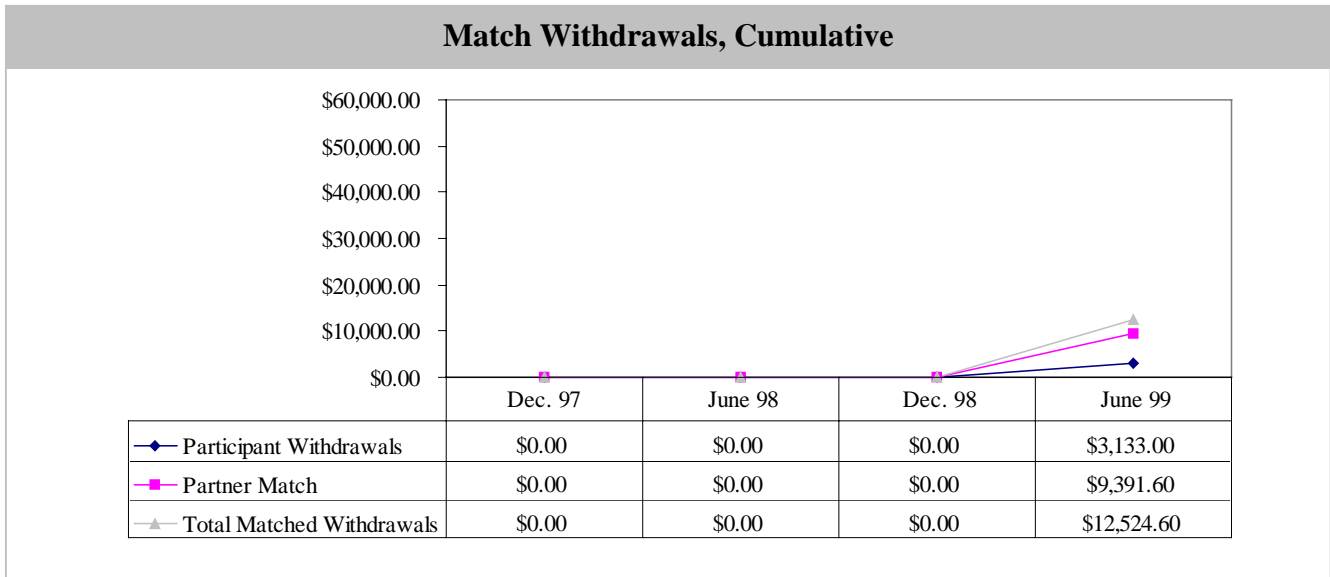 Match Withdrawals, Cumulative
$60,000.00
$50,000.00
$40,000.00
$30,000.00
$20,000.00
$10,000.00
$0.00
Dec. 97 June 98 Dec. 98 June 99
Participant Withdrawals $0.00 $0.00 $0.00 $3,133.00
Partner Match $0.00 $0.00 $0.00 $9,391.60
Total Matched Withdrawals $0.00 $0.00 $0.00 $12,524.60